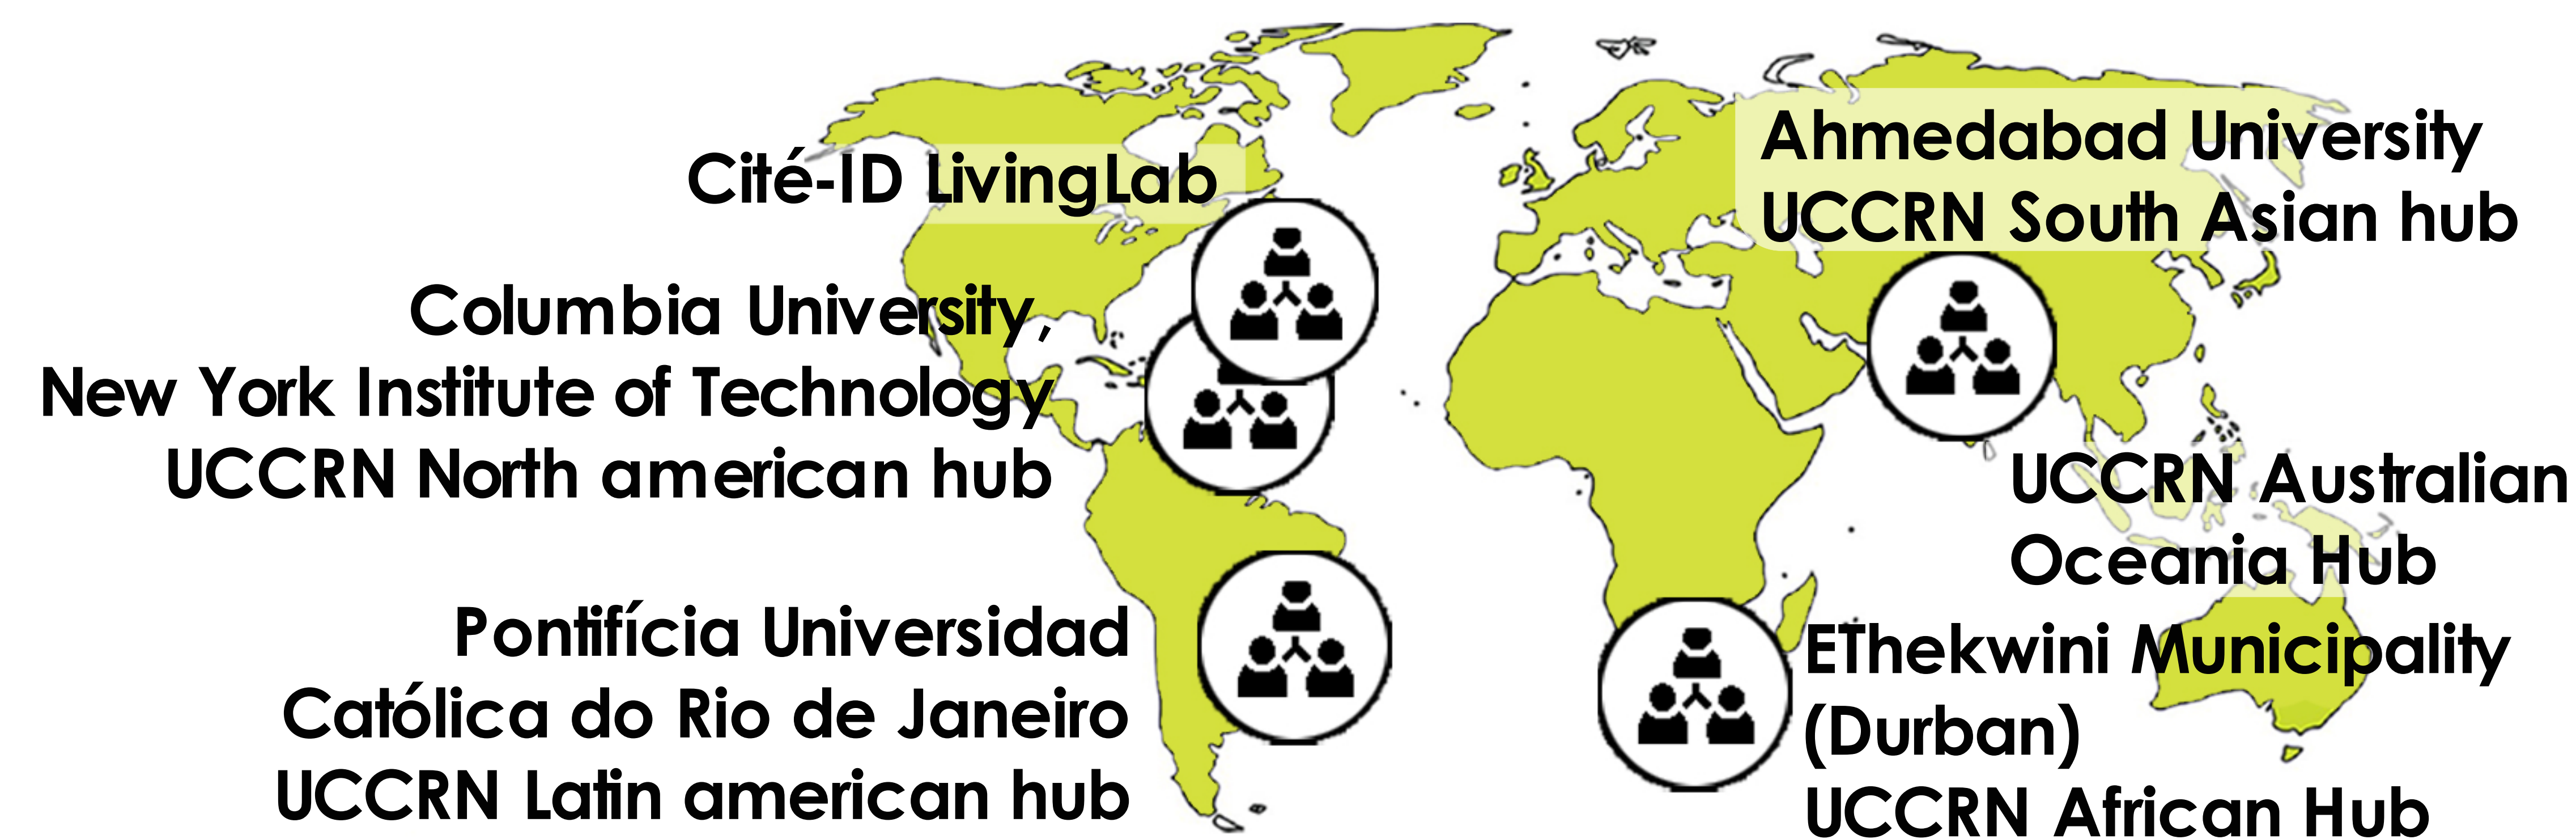 Cité-ID LivingLab
Columbia University,
New York Institute of Technology
UCCRN North american hub
Pontifícia Universidad
Católica do Rio de Janeiro
UCCRN Latin american hub
Ahmedabad University
UCCRN South Asian hub
UCCRN Australian
Oceania Hub
EThekwini Municipality
(Durban)
UCCRN African Hub